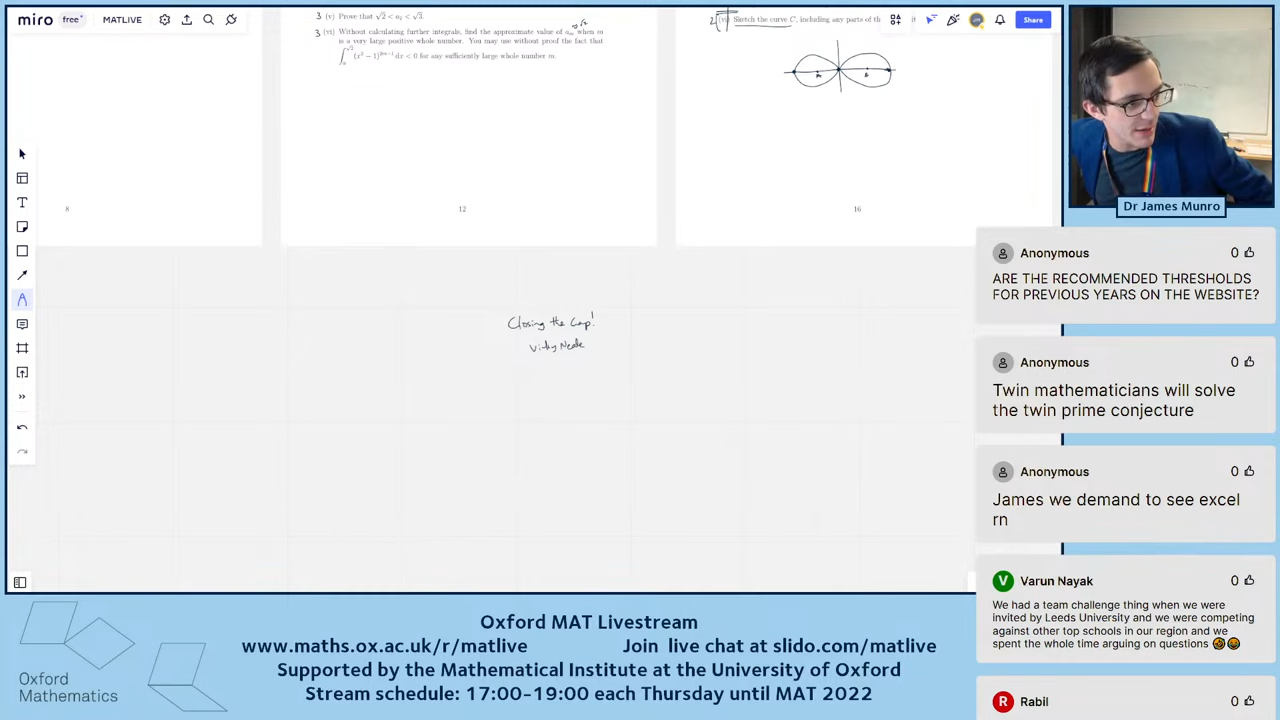 miro
free
MATLIVE
Share
3 (v) Prove that √2 < a₂ < √3.
3 (vi) Without calculating further integrals, find the approximate value of aₘ when m
is a very large positive whole number. You may use without proof the fact that
∫₀^√2 (x² − 1)²ᵐ⁻¹ dx < 0 for any sufficiently large whole number m.
2 (vi) Sketch the curve C, including any parts of th
8
12
16
Closing the Gap!
Vicky Neale
Dr James Munro
Anonymous
0
ARE THE RECOMMENDED THRESHOLDS
FOR PREVIOUS YEARS ON THE WEBSITE?
Anonymous
0
Twin mathematicians will solve
the twin prime conjecture
Anonymous
0
James we demand to see excel
rn
V
Varun Nayak
0
We had a team challenge thing when we were
invited by Leeds University and we were competing
against other top schools in our region and we
spent the whole time arguing on questions
R
Rabil
0
Oxford
Mathematics
Oxford MAT Livestream
www.maths.ox.ac.uk/r/matlive Join live chat at slido.com/matlive
Supported by the Mathematical Institute at the University of Oxford
Stream schedule: 17:00-19:00 each Thursday until MAT 2022